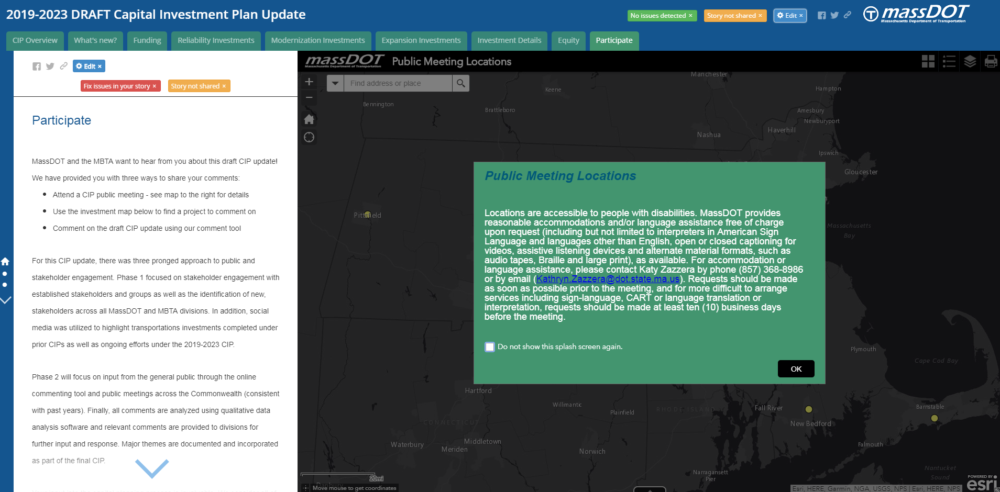 2019-2023 DRAFT Capital Investment Plan Update
No issues detected ×
Story not shared ×
Edit ×
massDOT
Massachusetts Department of Transportation
CIP Overview
What's new?
Funding
Reliability Investments
Modernization Investments
Expansion Investments
Investment Details
Equity
Participate
Edit ×
Fix issues in your story ×
Story not shared ×
Participate
MassDOT and the MBTA want to hear from you about this draft CIP update!
We have provided you with three ways to share your comments:
Attend a CIP public meeting - see map to the right for details
Use the investment map below to find a project to comment on
Comment on the draft CIP update using our comment tool
For this CIP update, there was three pronged approach to public and
stakeholder engagement. Phase 1 focused on stakeholder engagement with
established stakeholders and groups as well as the identification of new,
stakeholders across all MassDOT and MBTA divisions. In addition, social
media was utilized to highlight transportations investments completed under
prior CIPs as well as ongoing efforts under the 2019-2023 CIP.
Phase 2 will focus on input from the general public through the online
commenting tool and public meetings across the Commonwealth (consistent
with past years). Finally, all comments are analyzed using qualitative data
analysis software and relevant comments are provided to divisions for
further input and response. Major themes are documented and incorporated
as part of the final CIP.
massDOT
Massachusetts Department of Transportation
Public Meeting Locations
Find address or place
Manchester
Keene
Hampton
Bennington
Brattleboro
Amesbury
Newburyport
Haverhill
Nashua
Ipswich
Gloucester
Pittsfield
Massachusetts
Bay
Public Meeting Locations
Locations are accessible to people with disabilities. MassDOT provides
reasonable accommodations and/or language assistance free of charge
upon request (including but not limited to interpreters in American Sign
Language and languages other than English, open or closed captioning for
videos, assistive listening devices and alternate material formats, such as
audio tapes, Braille and large print), as available. For accommodation or
language assistance, please contact Katy Zazzera by phone (857) 368-8986
or by email (Kathryn.Zazzera@dot.state.ma.us). Requests should be made
as soon as possible prior to the meeting, and for more difficult to arrange
services including sign-language, CART or language translation or
interpretation, requests should be made at least ten (10) business days
before the meeting.
Do not show this splash screen again.
OK
Plymouth
Cape Cod Bay
Hartford
Willimantic
Plainfield
RHODE ISLAND
Fall River
Barnstable
CONNECTICUT
New Bedford
Waterbury
Meriden
Middletown
Norwich
Falmouth
Narragansett
Pier
Nantucket
Sound
20mi
Danbury
Move mouse to get coordinates
Esri, HERE, Garmin, NGA, USGS, NPS | Esri, HERE, NPS
POWERED BY
esri